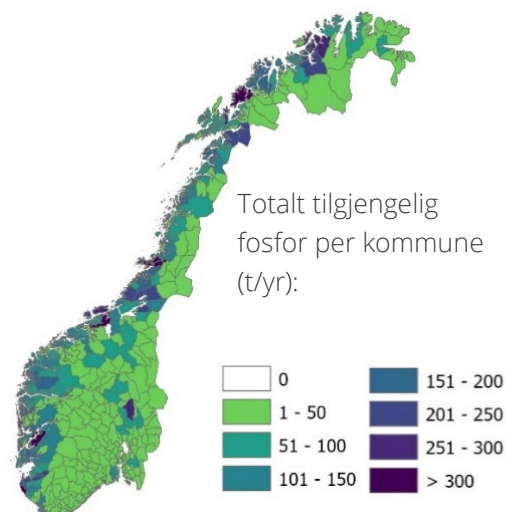 Totalt tilgjengelig
fosfor per kommune
(t/yr):
0
1 - 50
51 - 100
101 - 150
151 - 200
201 - 250
251 - 300
> 300